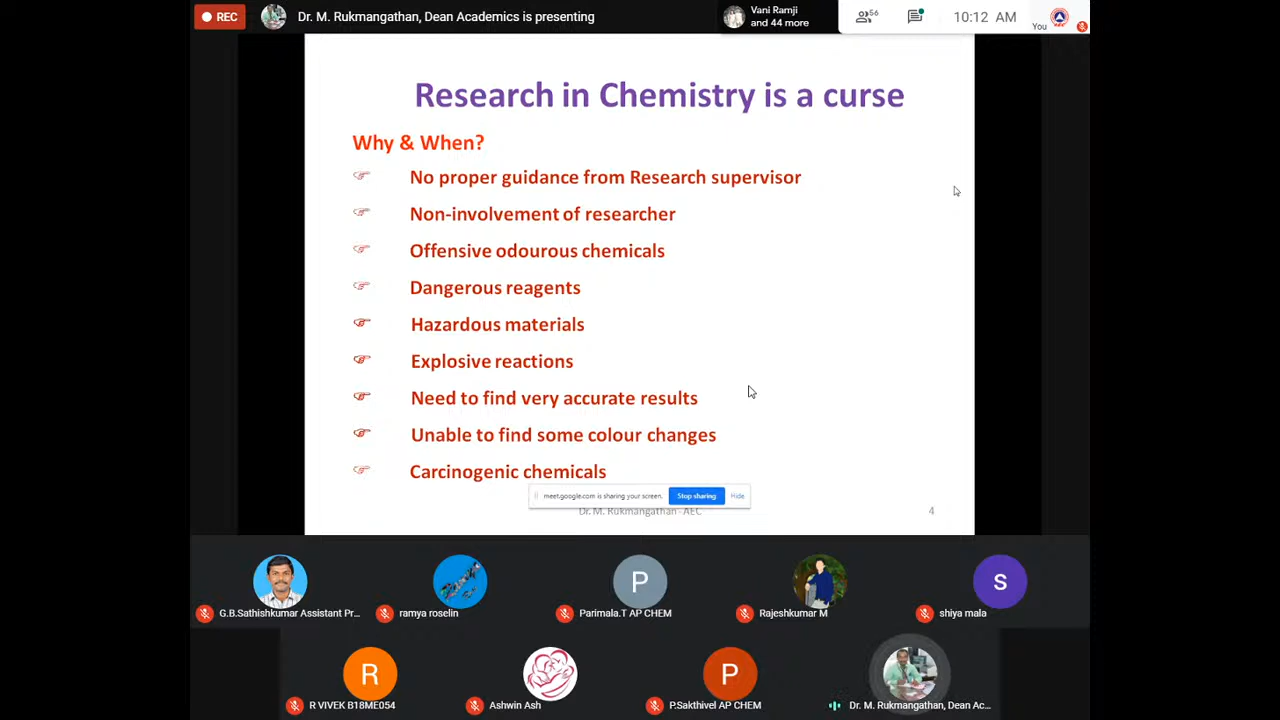 REC
Dr. M. Rukmangathan, Dean Academics is presenting
Vani Ramji
and 44 more
56
10:12 AM
You
Research in Chemistry is a curse
Why & When?
No proper guidance from Research supervisor
Non-involvement of researcher
Offensive odourous chemicals
Dangerous reagents
Hazardous materials
Explosive reactions
Need to find very accurate results
Unable to find some colour changes
Carcinogenic chemicals
meet.google.com is sharing your screen.
Stop sharing
Hide
Dr. M. Rukmangathan - AEC
4
P
S
G.B.Sathishkumar Assistant Pr...
ramya roselin
Parimala.T AP CHEM
Rajeshkumar M
shiya mala
R
P
R VIVEK B18ME054
Ashwin Ash
P.Sakthivel AP CHEM
Dr. M. Rukmangathan, Dean Ac...